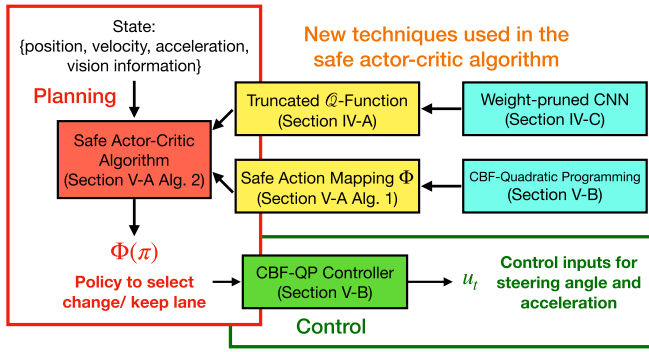 State:
{position, velocity, acceleration,
vision information}
New techniques used in the
safe actor-critic algorithm
Planning
Truncated 𝒬-Function
(Section IV-A)
Weight-pruned CNN
(Section IV-C)
Safe Actor-Critic
Algorithm
(Section V-A Alg. 2)
Safe Action Mapping Φ
(Section V-A Alg. 1)
CBF-Quadratic Programming
(Section V-B)
Φ(π)
Policy to select
change/ keep lane
CBF-QP Controller
(Section V-B)
u_t
Control inputs for
steering angle and
acceleration
Control